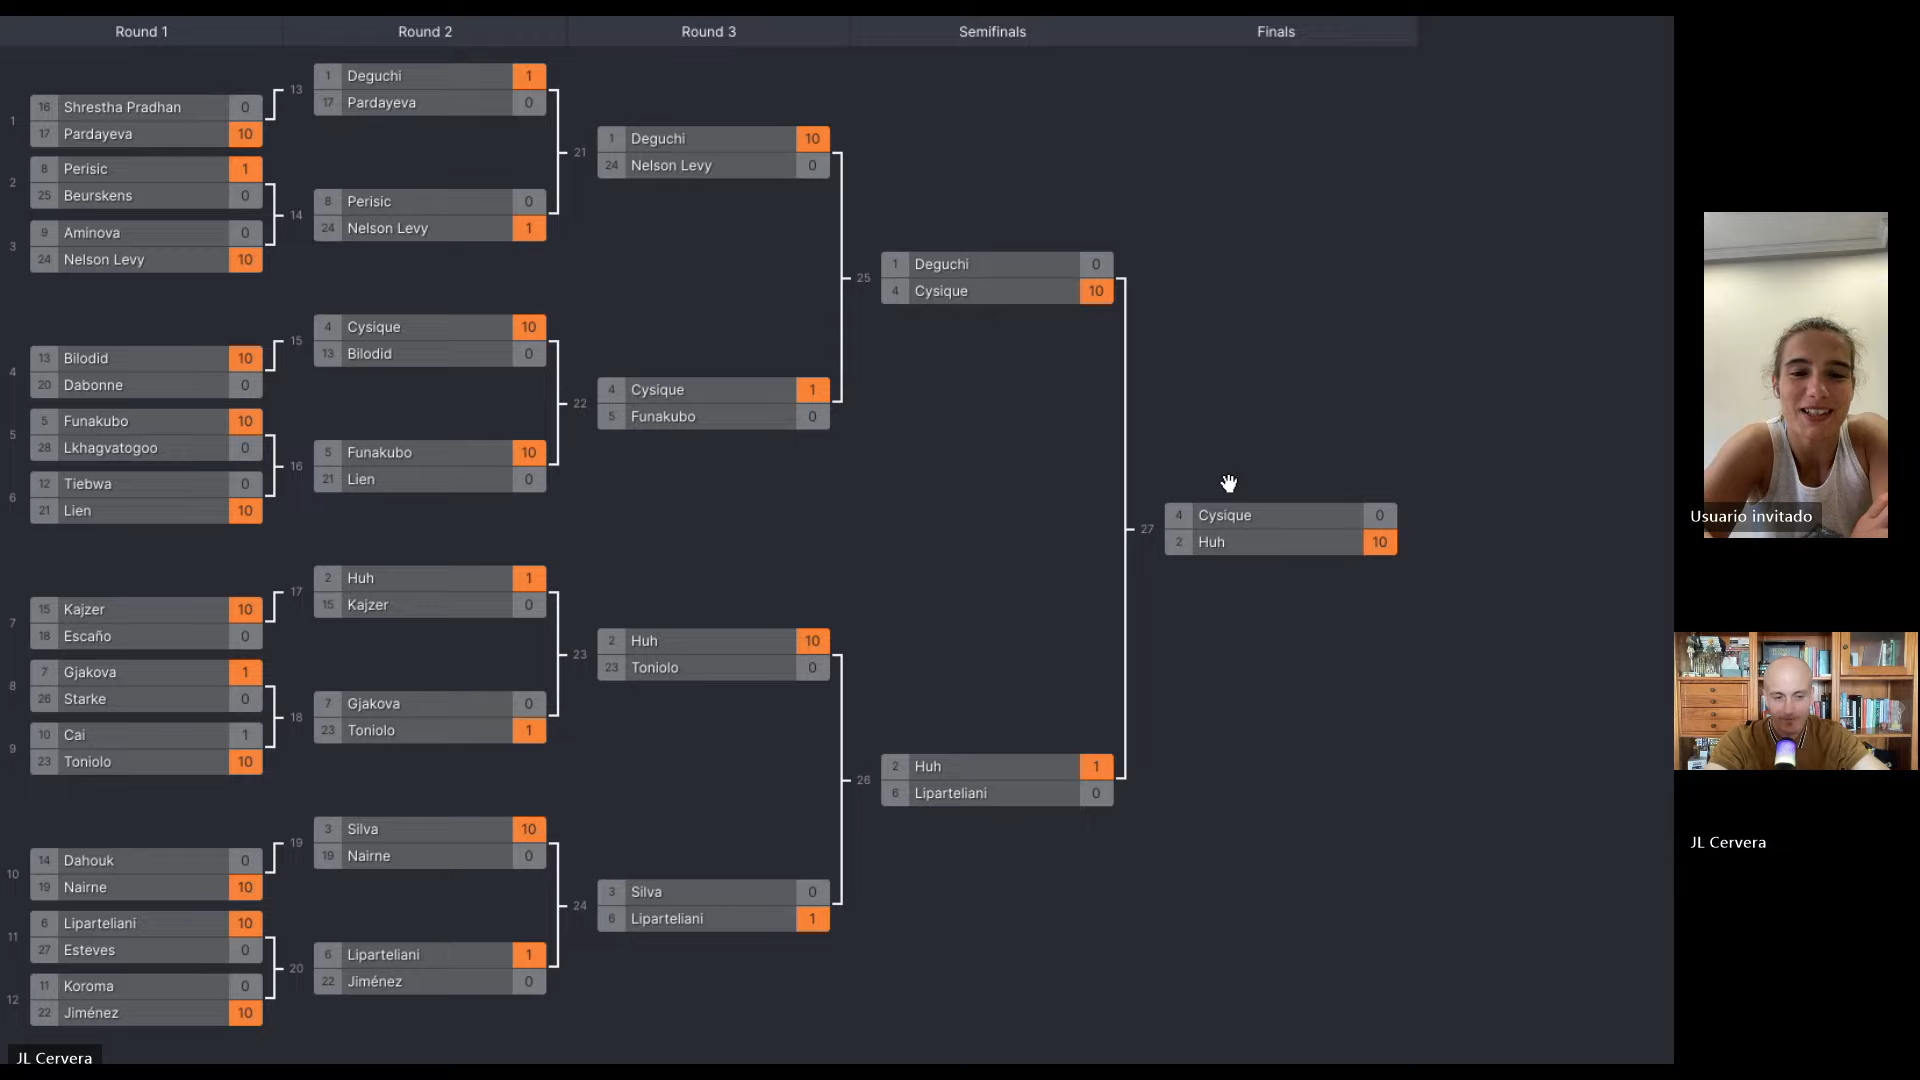 Round 1 Round 2 Round 3 Semifinals Finals
1
16 Shrestha Pradhan 0
17 Pardayeva 10
2
8 Perisic 1
25 Beurskens 0
3
9 Aminova 0
24 Nelson Levy 10
4
13 Bilodid 10
20 Dabonne 0
5
5 Funakubo 10
28 Lkhagvatogoo 0
6
12 Tiebwa 0
21 Lien 10
7
15 Kajzer 10
18 Escaño 0
8
7 Gjakova 1
26 Starke 0
9
10 Cai 1
23 Toniolo 10
10
14 Dahouk 0
19 Nairne 10
11
6 Liparteliani 10
27 Esteves 0
12
11 Koroma 0
22 Jiménez 10
13
1 Deguchi 1
17 Pardayeva 0
14
8 Perisic 0
24 Nelson Levy 1
15
4 Cysique 10
13 Bilodid 0
16
5 Funakubo 10
21 Lien 0
17
2 Huh 1
15 Kajzer 0
18
7 Gjakova 0
23 Toniolo 1
19
3 Silva 10
19 Nairne 0
20
6 Liparteliani 1
22 Jiménez 0
21
1 Deguchi 10
24 Nelson Levy 0
22
4 Cysique 1
5 Funakubo 0
23
2 Huh 10
23 Toniolo 0
24
3 Silva 0
6 Liparteliani 1
25
1 Deguchi 0
4 Cysique 10
26
2 Huh 1
6 Liparteliani 0
27
4 Cysique 0
2 Huh 10
Usuario invitado
JL Cervera
JL Cervera